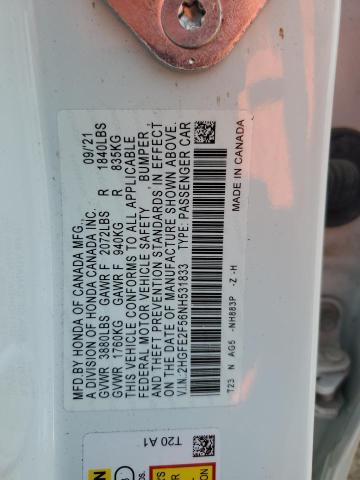 MFD.BY HONDA OF CANADA MFG., 09/'21
A DIVISION OF HONDA CANADA INC.
GVWR 3880LBS GAWR F 2072LBS R 1840LBS
GVWR 1760KG GAWR F 940KG R 835KG
THIS VEHICLE CONFORMS TO ALL APPLICABLE
FEDERAL MOTOR VEHICLE SAFETY , BUMPER ,
AND THEFT PREVENTION STANDARDS IN EFFECT
ON THE DATE OF MANUFACTURE SHOWN ABOVE.
V.I.N.:2HGFE2F56NH531833 TYPE: PASSENGER CAR
MADE IN CANADA
T23 N AG5 -NH883P -Z -H
T20 A1